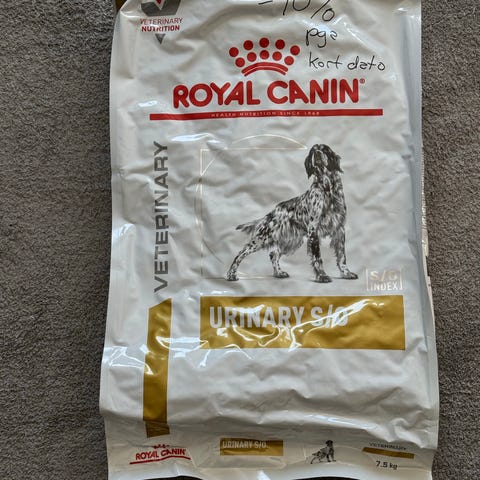 VETERINARY
NUTRITION
-10%
pga
kort dato
ROYAL CANIN®
HEALTH NUTRITION SINCE 1968
VETERINARY
S/O
INDEX
URINARY S/O
ROYAL CANIN
URINARY S/O
VETERINARY
7.5 kg